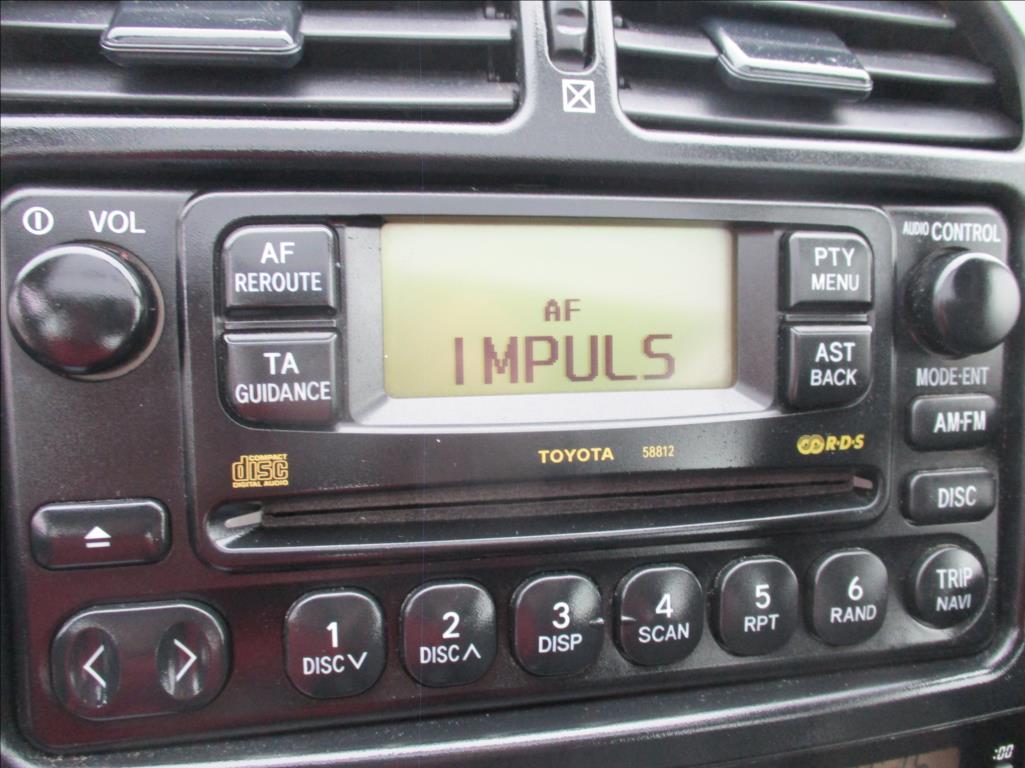 VOL
AF
REROUTE
TA
GUIDANCE
AF
IMPULS
PTY
MENU
AST
BACK
AUDIO CONTROL
MODE·ENT
AM·FM
DISC
COMPACT
disc
DIGITAL AUDIO
TOYOTA 58812
R·D·S
1
DISC
2
DISC
3
DISP
4
SCAN
5
RPT
6
RAND
TRIP
NAVI
:00